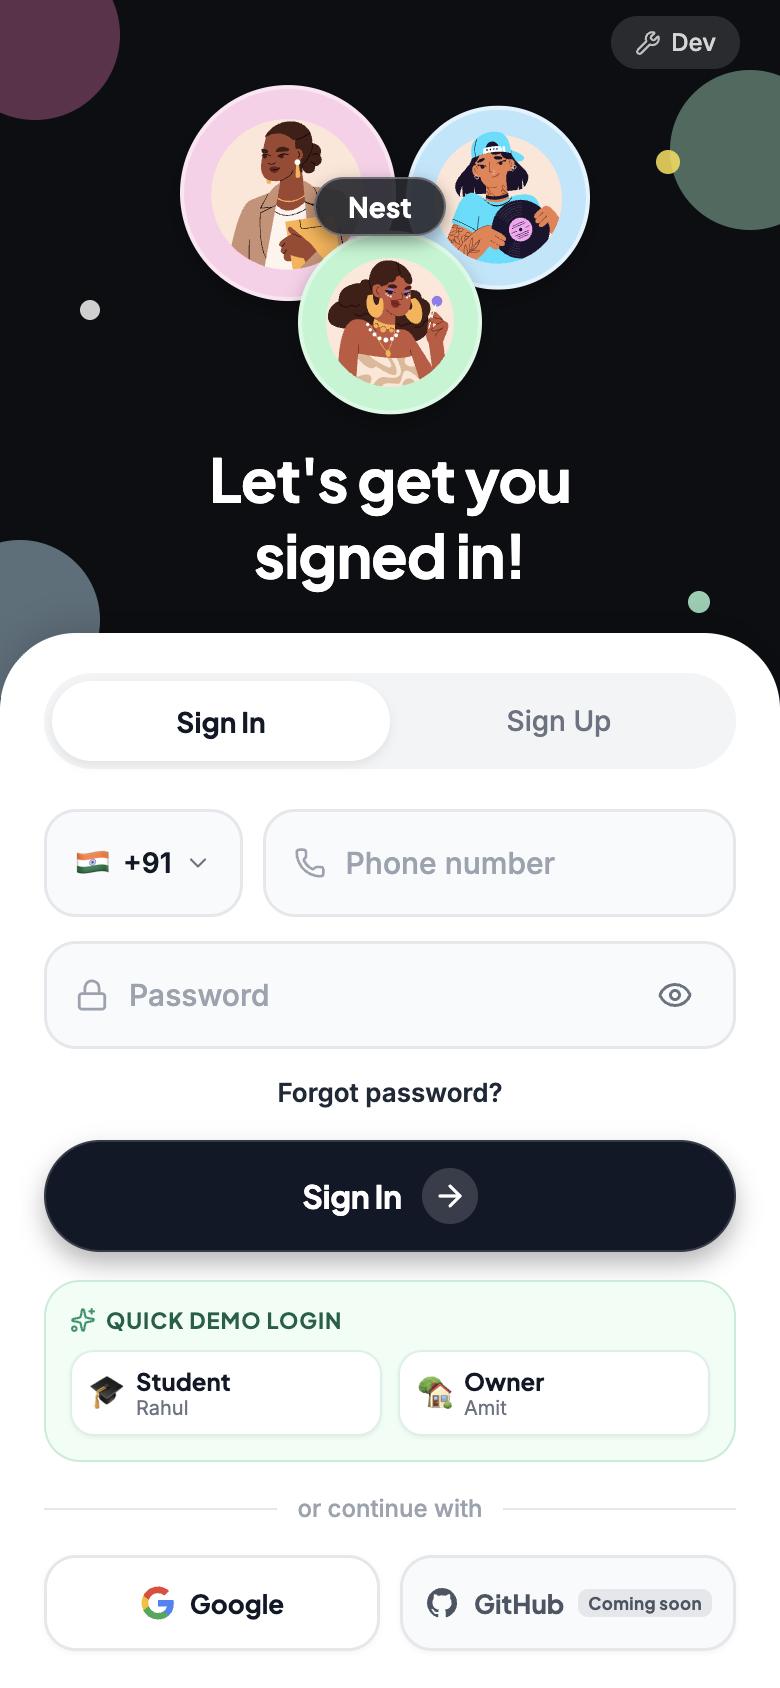 Dev
Nest
Let's get you
signed in!
Sign In
Sign Up
+91
Phone number
Password
Forgot password?
Sign In
QUICK DEMO LOGIN
Student
Rahul
Owner
Amit
or continue with
Google
GitHub
Coming soon